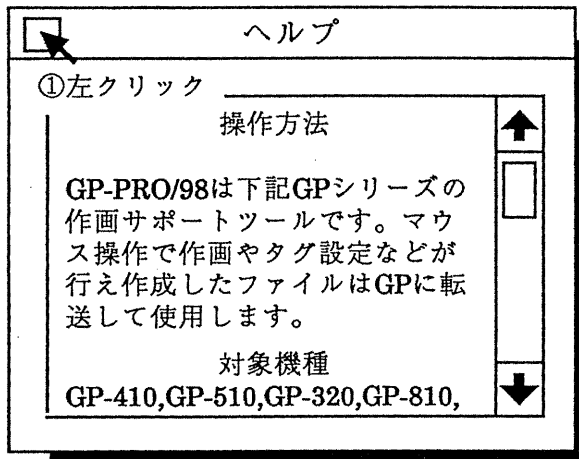 ヘルプ
①左クリック
操作方法
GP-PRO/98は下記GPシリーズの
作画サポートツールです。マウ
ス操作で作画やタグ設定などが
行え作成したファイルはGPに転
送して使用します。
対象機種
GP-410,GP-510,GP-320,GP-810,